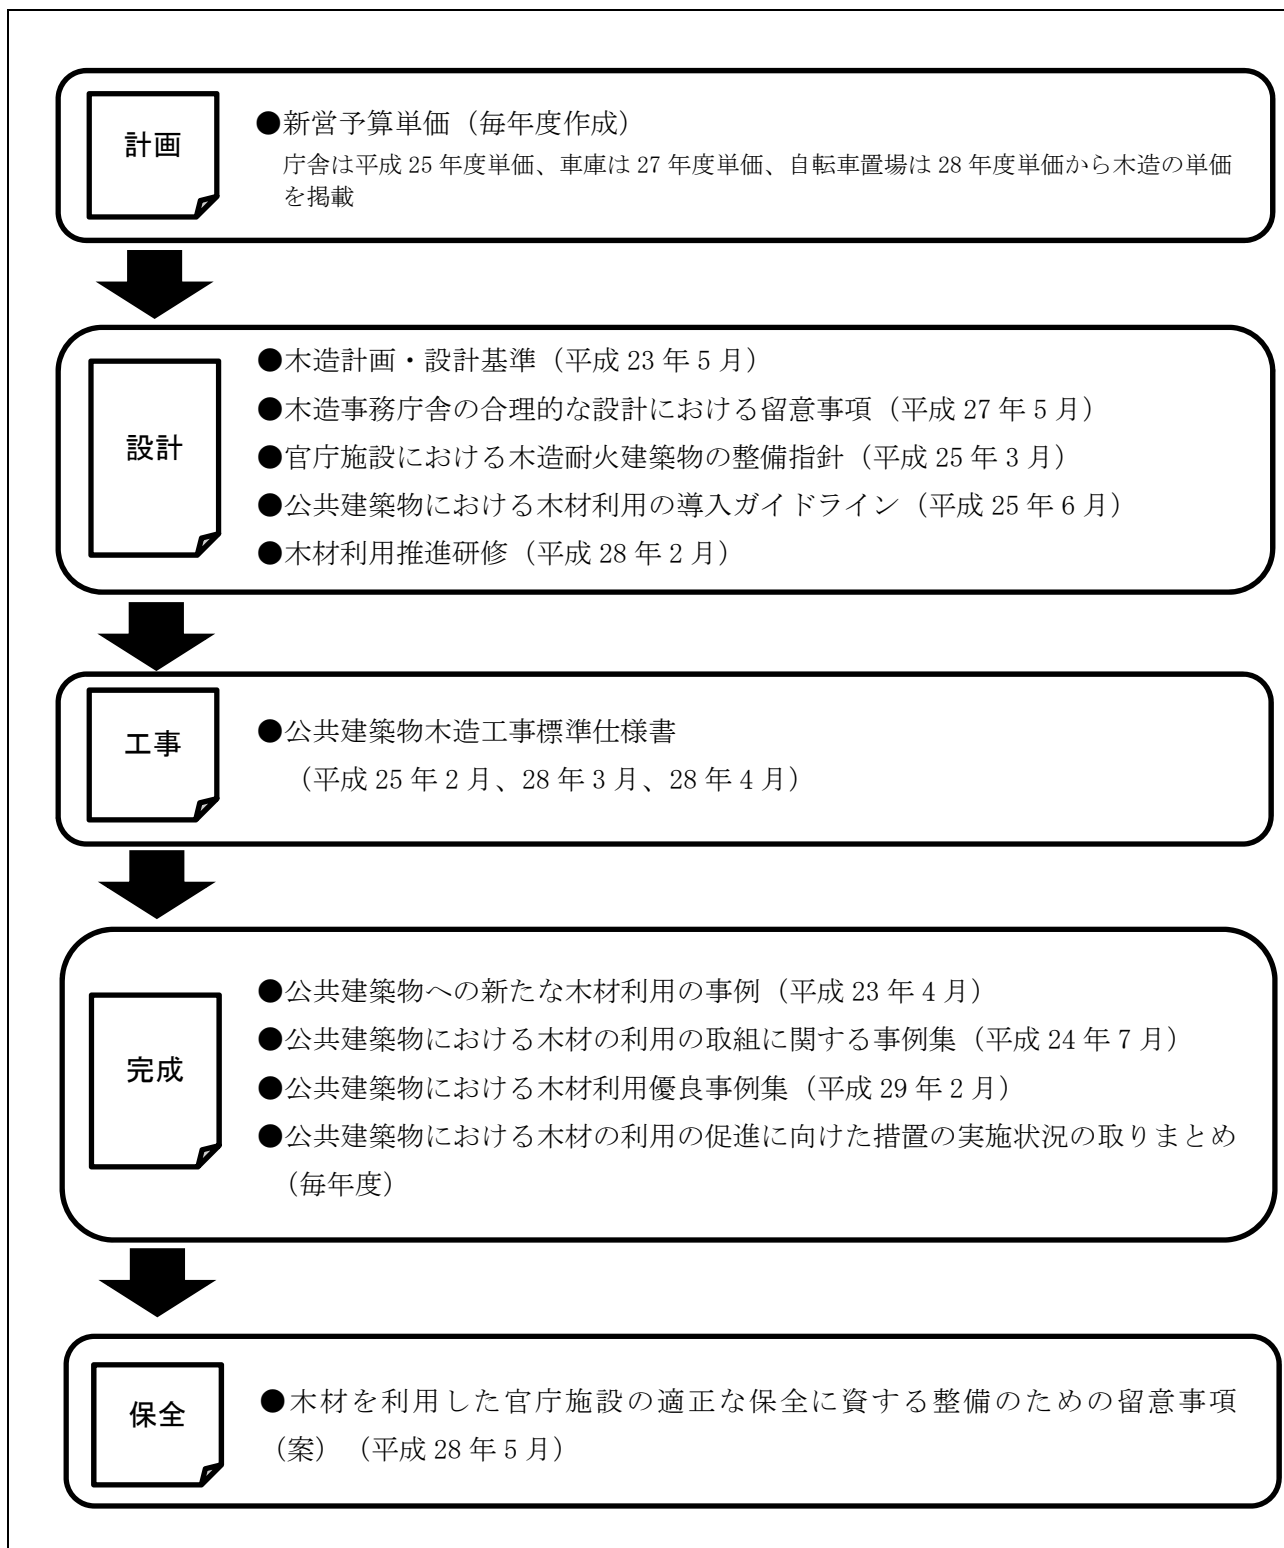 計画
●新営予算単価（毎年度作成）
庁舎は平成 25 年度単価、車庫は 27 年度単価、自転車置場は 28 年度単価から木造の単価
を掲載
設計
●木造計画・設計基準（平成 23 年 5 月）
●木造事務庁舎の合理的な設計における留意事項（平成 27 年 5 月）
●官庁施設における木造耐火建築物の整備指針（平成 25 年 3 月）
●公共建築物における木材利用の導入ガイドライン（平成 25 年 6 月）
●木材利用推進研修（平成 28 年 2 月）
工事
●公共建築物木造工事標準仕様書
（平成 25 年 2 月、28 年 3 月、28 年 4 月）
完成
●公共建築物への新たな木材利用の事例（平成 23 年 4 月）
●公共建築物における木材の利用の取組に関する事例集（平成 24 年 7 月）
●公共建築物における木材利用優良事例集（平成 29 年 2 月）
●公共建築物における木材の利用の促進に向けた措置の実施状況の取りまとめ
（毎年度）
保全
●木材を利用した官庁施設の適正な保全に資する整備のための留意事項
（案）（平成 28 年 5 月）